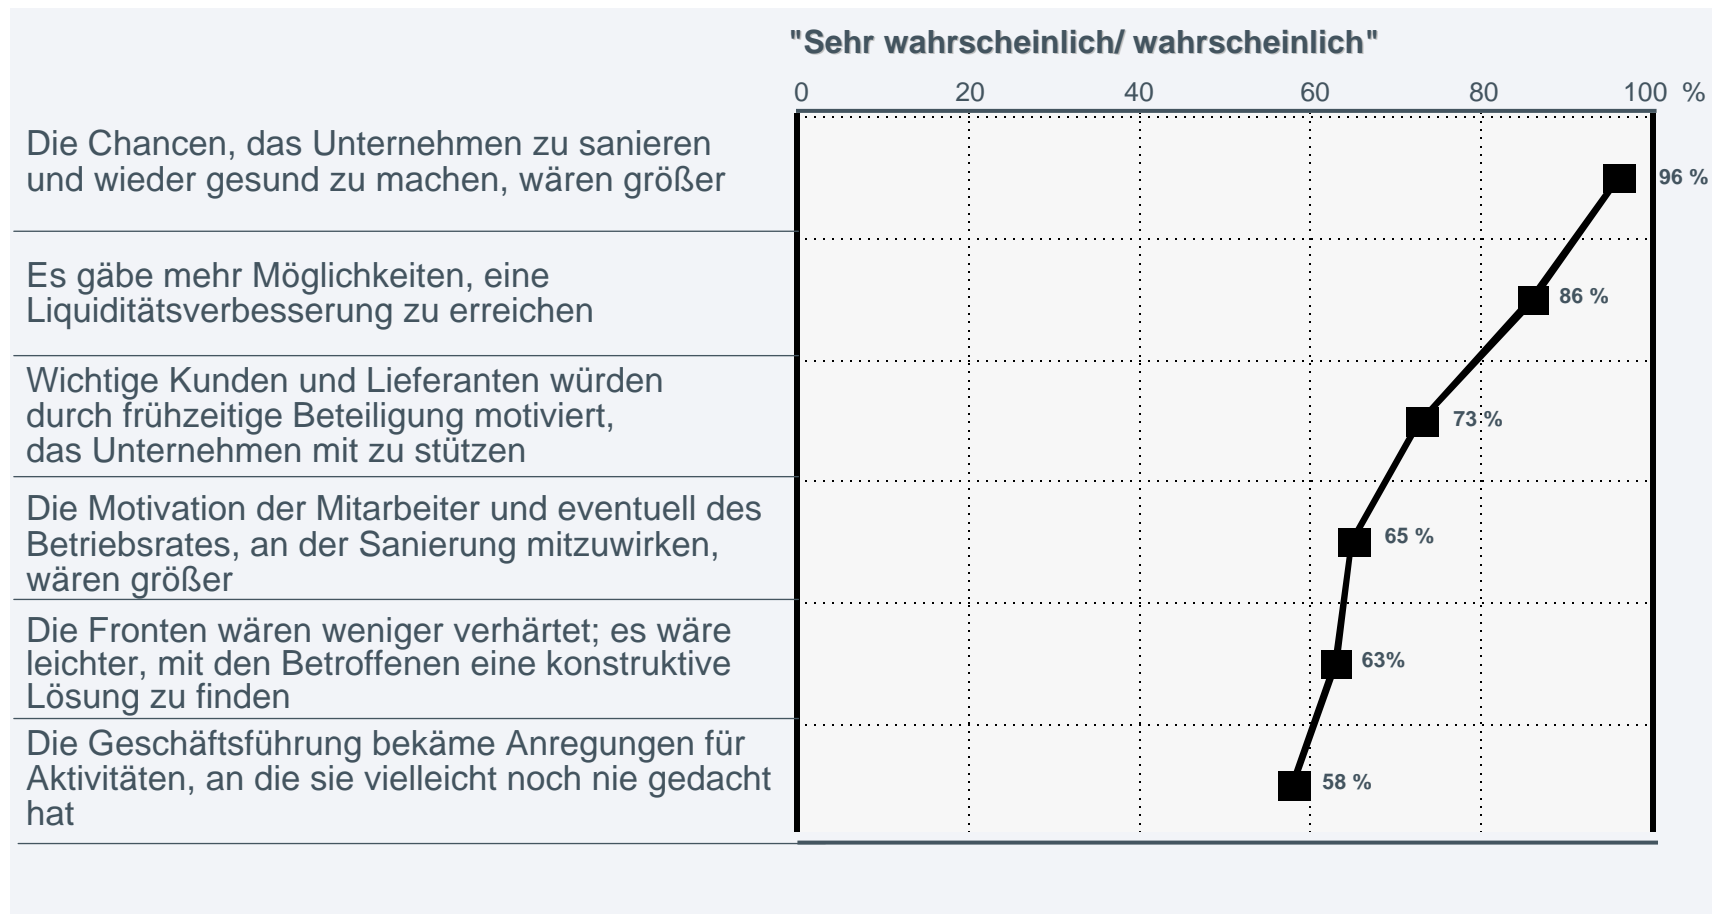 "Sehr wahrscheinlich/ wahrscheinlich"
0 20 40 60 80 100 %
Die Chancen, das Unternehmen zu sanieren
und wieder gesund zu machen, wären größer
96 %
Es gäbe mehr Möglichkeiten, eine
Liquiditätsverbesserung zu erreichen
86 %
Wichtige Kunden und Lieferanten würden
durch frühzeitige Beteiligung motiviert,
das Unternehmen mit zu stützen
73 %
Die Motivation der Mitarbeiter und eventuell des
Betriebsrates, an der Sanierung mitzuwirken,
wären größer
65 %
Die Fronten wären weniger verhärtet; es wäre
leichter, mit den Betroffenen eine konstruktive
Lösung zu finden
63%
Die Geschäftsführung bekäme Anregungen für
Aktivitäten, an die sie vielleicht noch nie gedacht
hat
58 %